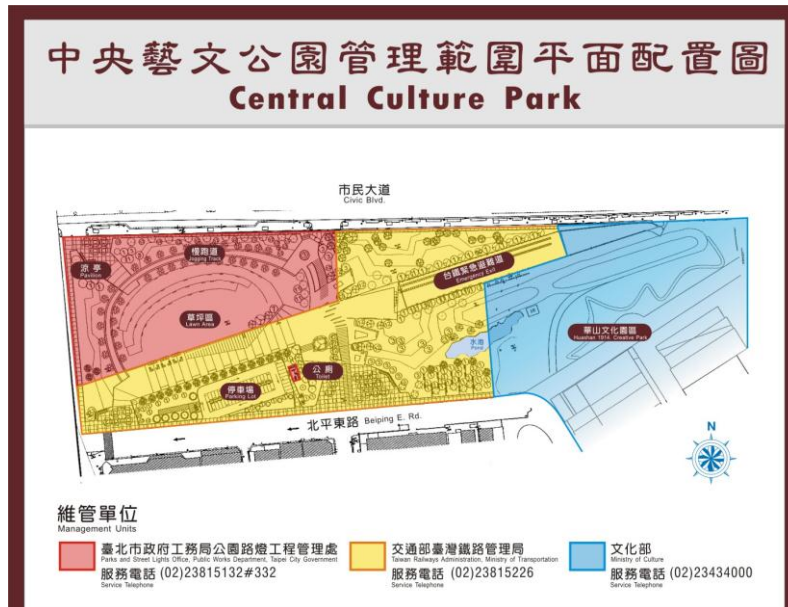 中央藝文公園管理範圍平面配置圖
Central Culture Park
市民大道
Civic Blvd.
慢跑道
Jogging Track
涼亭
Pavilion
台鐵緊急避難道
Emergency Exit
草坪區
Lawn Area
華山文化園區
Huashan 1914 Creative Park
水池
Pond
公廁
Toilet
停車場
Parking Lot
北平東路 Beiping E. Rd.
N
維管單位
Management Units
臺北市政府工務局公園路燈工程管理處
Parks and Street Lights Office, Public Works Department, Taipei City Government
服務電話 (02)23815132#332
Service Telephone
交通部臺灣鐵路管理局
Taiwan Railways Administration, Ministry of Transportation
服務電話 (02)23815226
Service Telephone
文化部
Ministry of Culture
服務電話 (02)23434000
Service Telephone